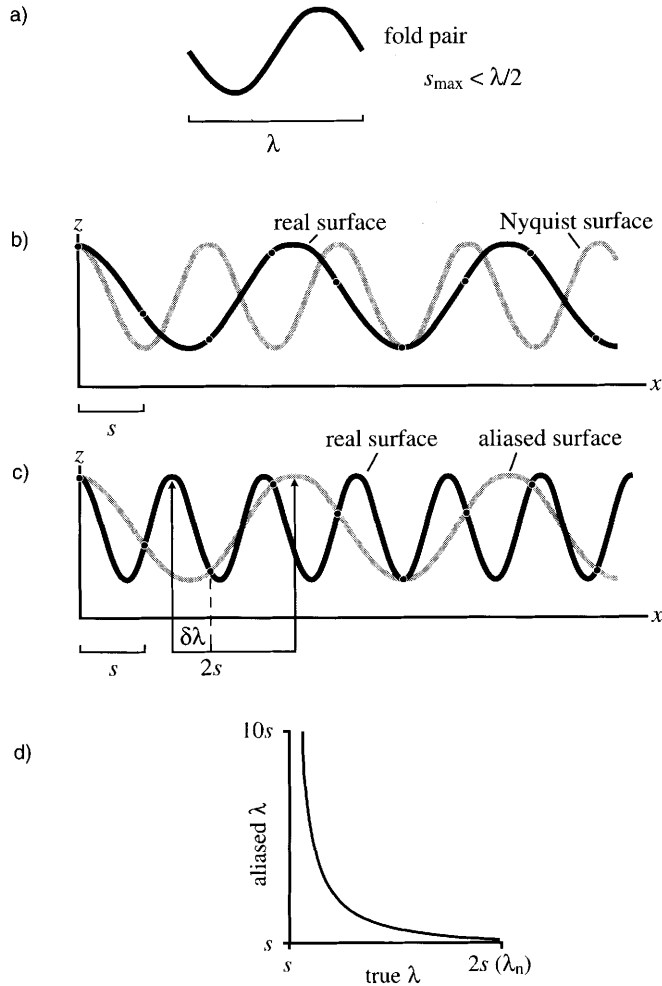 a)
fold pair
s_max < λ/2
λ
b)
z
real surface
Nyquist surface
x
s
c)
z
real surface
aliased surface
x
s
δλ
2s
d)
10s
aliased λ
s
s
true λ
2s (λ_n)